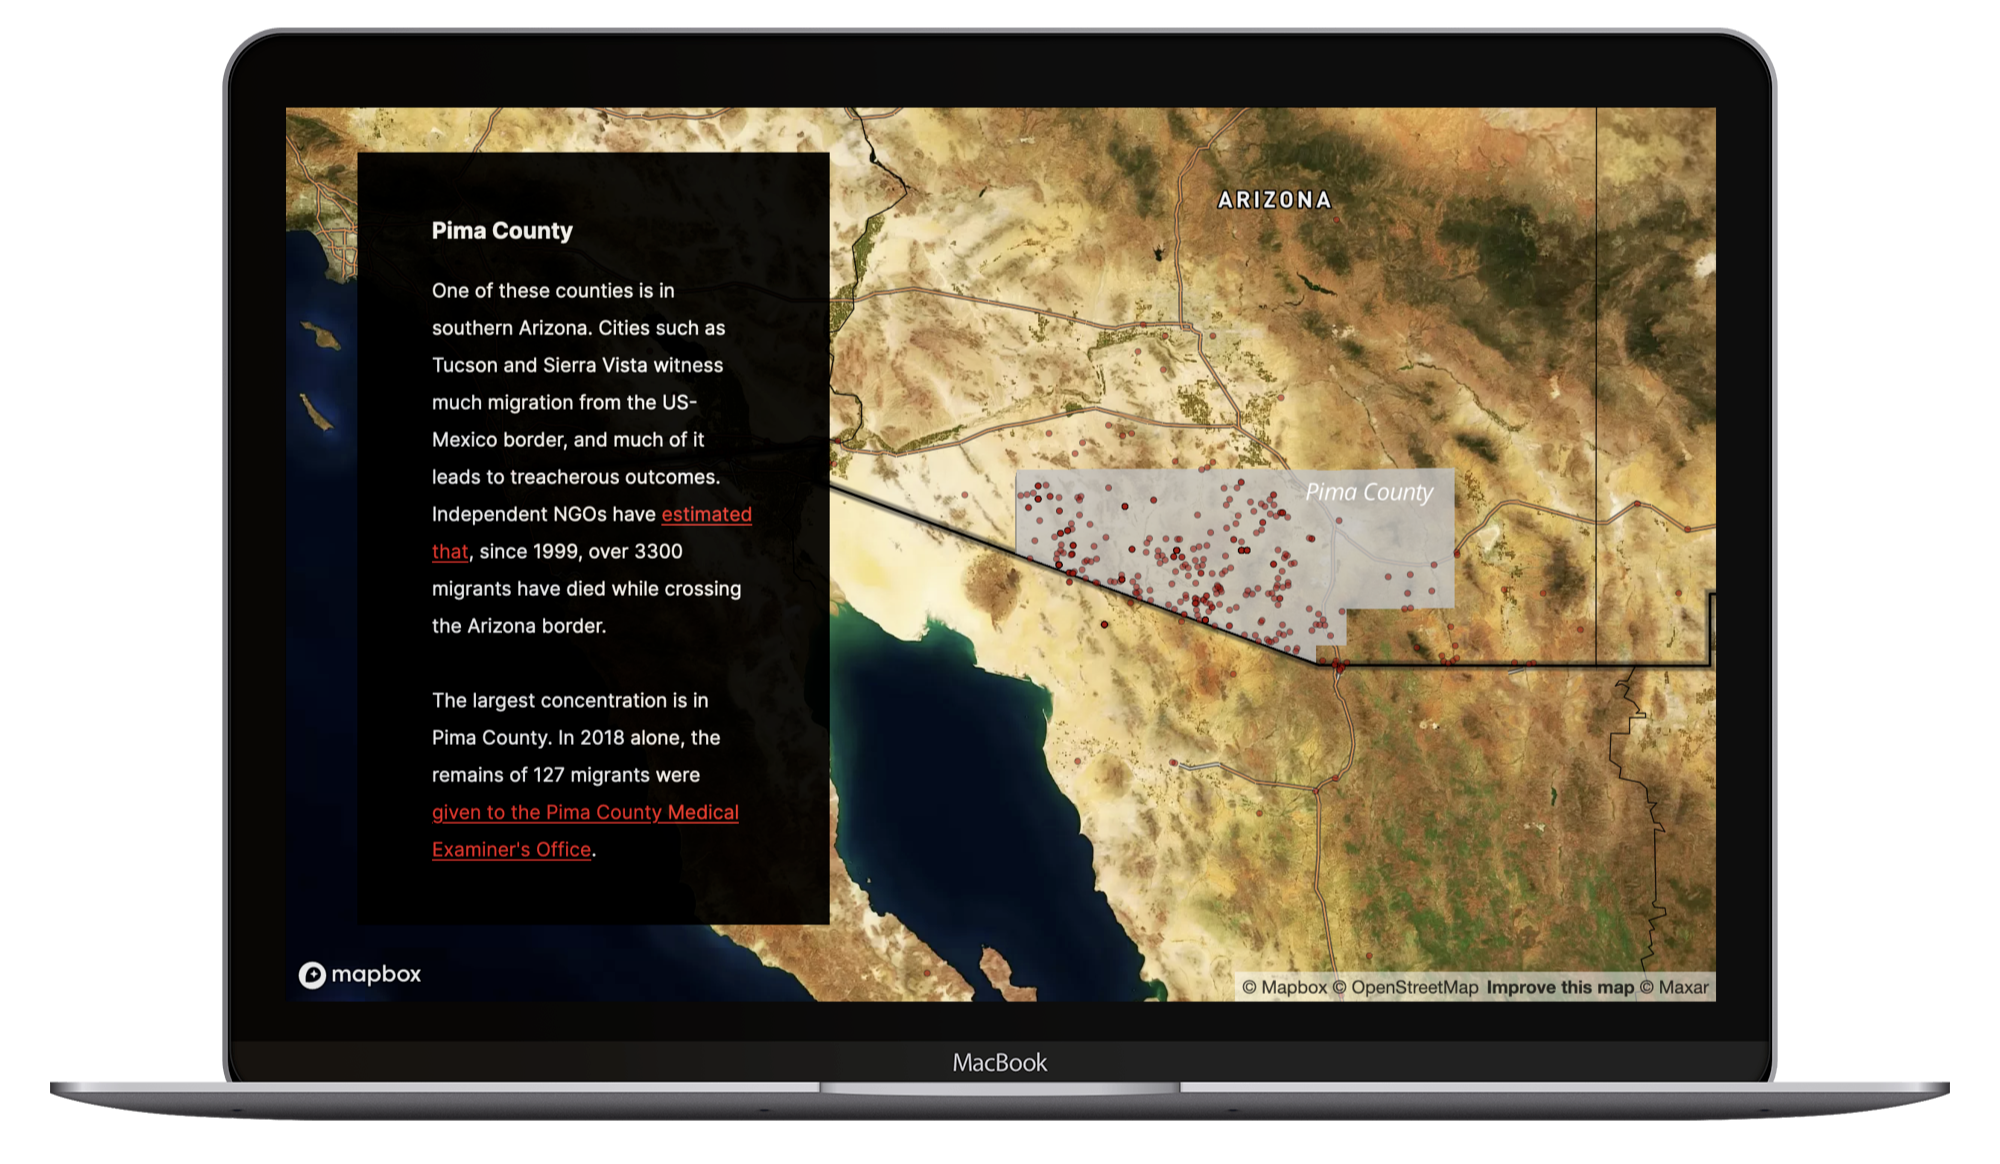 Pima County
One of these counties is in
southern Arizona. Cities such as
Tucson and Sierra Vista witness
much migration from the US-
Mexico border, and much of it
leads to treacherous outcomes.
Independent NGOs have estimated
that, since 1999, over 3300
migrants have died while crossing
the Arizona border.
The largest concentration is in
Pima County. In 2018 alone, the
remains of 127 migrants were
given to the Pima County Medical
Examiner's Office.
ARIZONA
Pima County
mapbox
© Mapbox © OpenStreetMap Improve this map © Maxar
MacBook